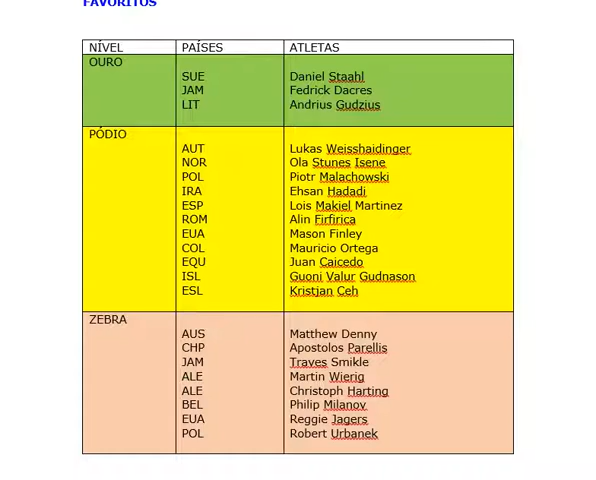 FAVORITOS
NÍVEL PAÍSES ATLETAS
OURO
SUE Daniel Staahl
JAM Fedrick Dacres
LIT Andrius Gudzius
PÓDIO
AUT Lukas Weisshaidinger
NOR Ola Stunes Isene
POL Piotr Malachowski
IRA Ehsan Hadadi
ESP Lois Makiel Martinez
ROM Alin Firfirica
EUA Mason Finley
COL Mauricio Ortega
EQU Juan Caicedo
ISL Guoni Valur Gudnason
ESL Kristjan Ceh
ZEBRA
AUS Matthew Denny
CHP Apostolos Parellis
JAM Traves Smikle
ALE Martin Wierig
ALE Christoph Harting
BEL Philip Milanov
EUA Reggie Jagers
POL Robert Urbanek